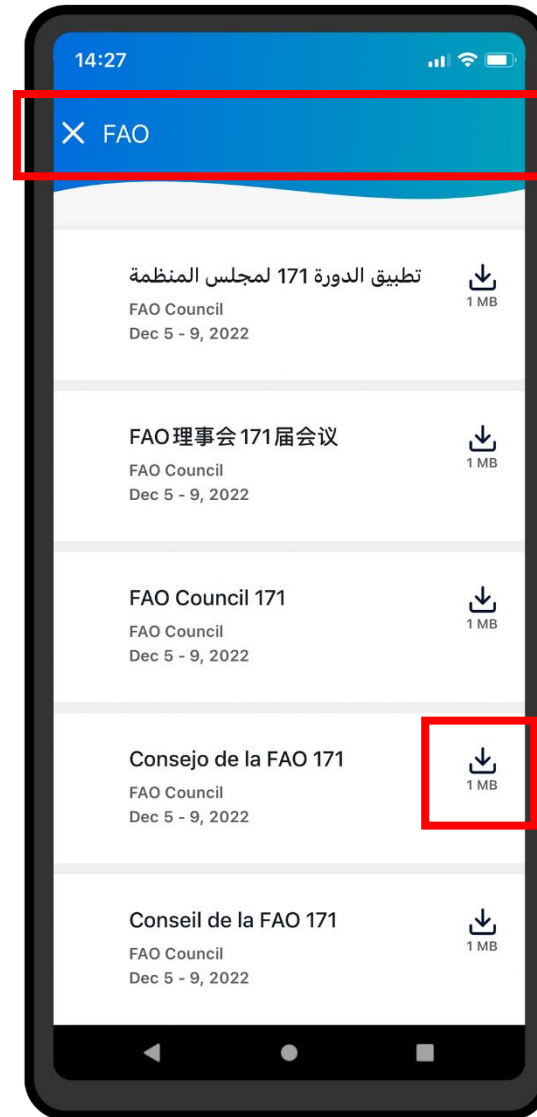 14:27
FAO
تطبيق الدورة 171 لمجلس المنظمة
1 MB
FAO Council
Dec 5 - 9, 2022
FAO理事会171届会议
1 MB
FAO Council
Dec 5 - 9, 2022
FAO Council 171
1 MB
FAO Council
Dec 5 - 9, 2022
Consejo de la FAO 171
1 MB
FAO Council
Dec 5 - 9, 2022
Conseil de la FAO 171
1 MB
FAO Council
Dec 5 - 9, 2022